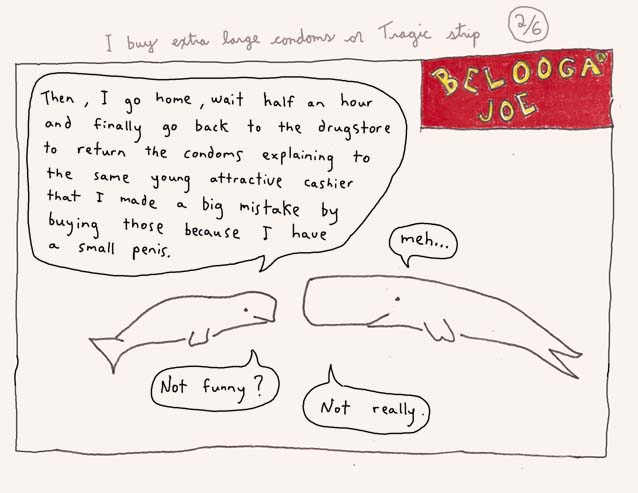 I buy extra large condoms or Tragic strip 2/6
BELOOGA
JOE
Then, I go home, wait half an hour
and finally go back to the drugstore
to return the condoms explaining to
the same young attractive cashier
that I made a big mistake by
buying those because I have
a small penis.
meh...
Not funny?
Not really.